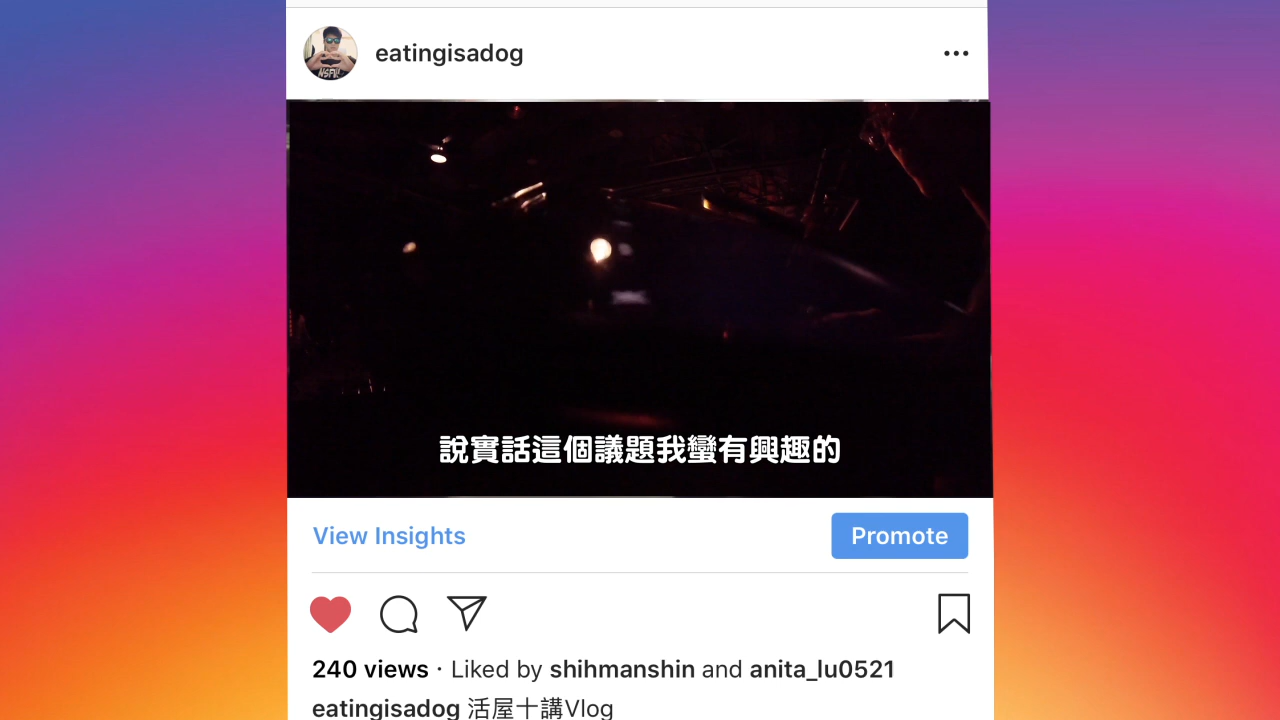 eatingisadog
說實話這個議題我蠻有興趣的
View Insights
Promote
240 views · Liked by shihmanshin and anita_lu0521
eatingisadog 活屋十講Vlog